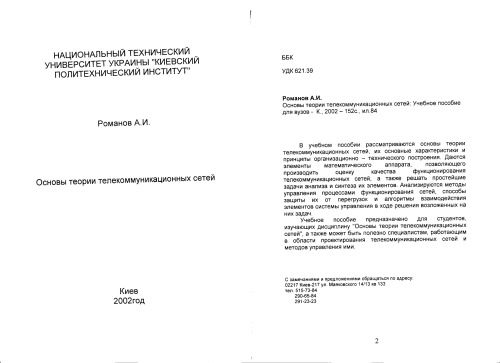 НАЦИОНАЛЬНЫЙ ТЕХНИЧЕСКИЙ
УНИВЕРСИТЕТ УКРАИНЫ "КИЕВСКИЙ
ПОЛИТЕХНИЧЕСКИЙ ИНСТИТУТ"
Романов А.И.
Основы теории телекоммуникационных сетей
Киев
2002год
ББК
УДК 621.39
Романов А.И.
Основы теории телекоммуникационных сетей: Учебное пособие
для вузов - К., 2002 – 152с., ил.84
В учебном пособии рассматриваются основы теории
телекоммуникационных сетей, их основные характеристики и
принципы организационно – технического построения. Даются
элементы математического аппарата, позволяющего
производить оценку качества функционирования
телекоммуникационных сетей, а также решать простейшие
задачи анализа и синтеза их элементов. Анализируются методы
управления процессами функционирования сетей, способы
защиты их от перегрузок и алгоритмы взаимодействия
элементов системы управления в ходе решения возложенных на
них задач
Учебное пособие предназначено для студентов,
изучающих дисциплину "Основы теории телекоммуникационных
сетей", а также может быть полезно специалистам, работающим
в области проектирования телекоммуникационных сетей и
методов управления ими.
С замечаниями и предложениями обращаться по адресу:
02217 Киев-217 ул. Маяковского 14/13 кв 133
тел. 515-73-84
290-65-84
291-23-23
2